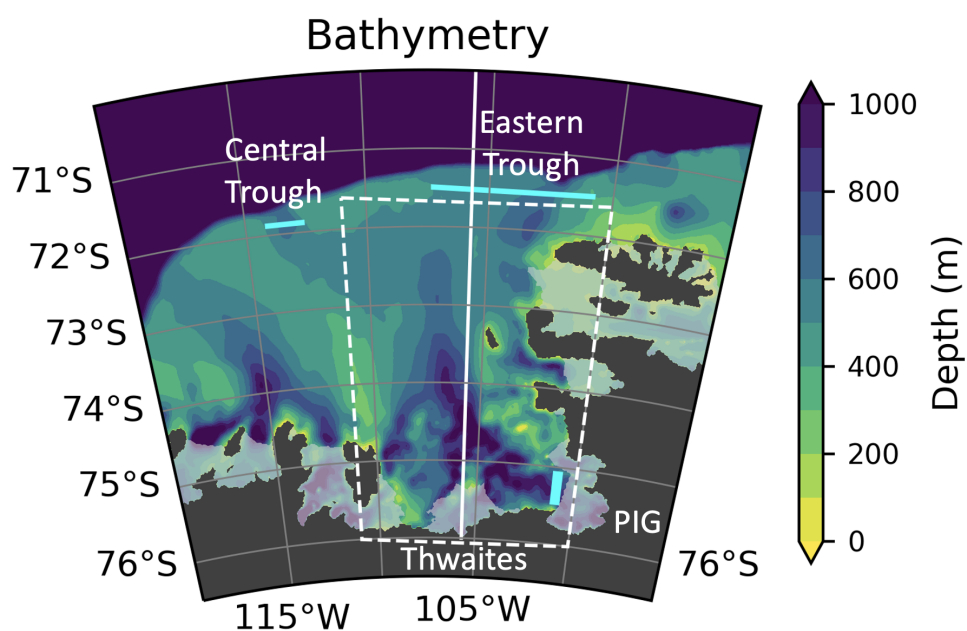 Bathymetry
Eastern
Trough
Central
Trough
71°S
72°S
73°S
74°S
75°S
76°S
PIG
Thwaites
76°S
115°W
105°W
1000
800
600
400
200
0
Depth (m)